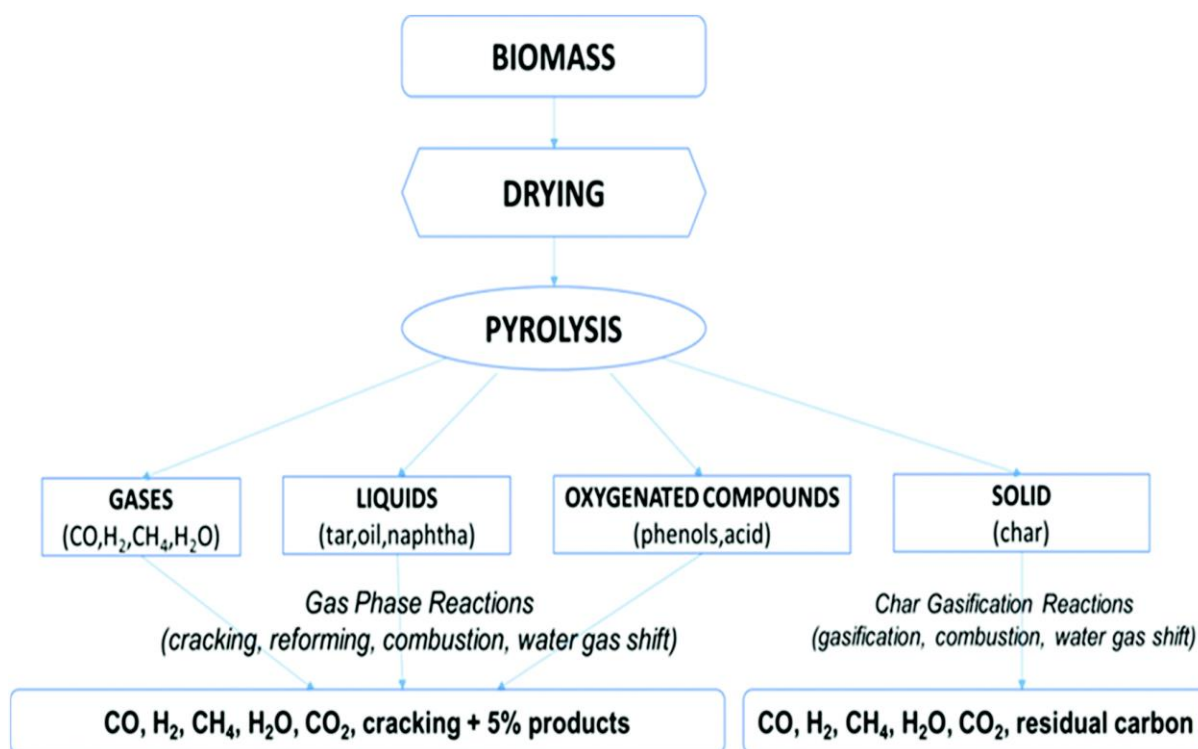 BIOMASS
DRYING
PYROLYSIS
GASES
(CO,H₂,CH₄,H₂O)
LIQUIDS
(tar,oil,naphtha)
OXYGENATED COMPOUNDS
(phenols,acid)
SOLID
(char)
Gas Phase Reactions
(cracking, reforming, combustion, water gas shift)
Char Gasification Reactions
(gasification, combustion, water gas shift)
CO, H₂, CH₄, H₂O, CO₂, cracking + 5% products
CO, H₂, CH₄, H₂O, CO₂, residual carbon